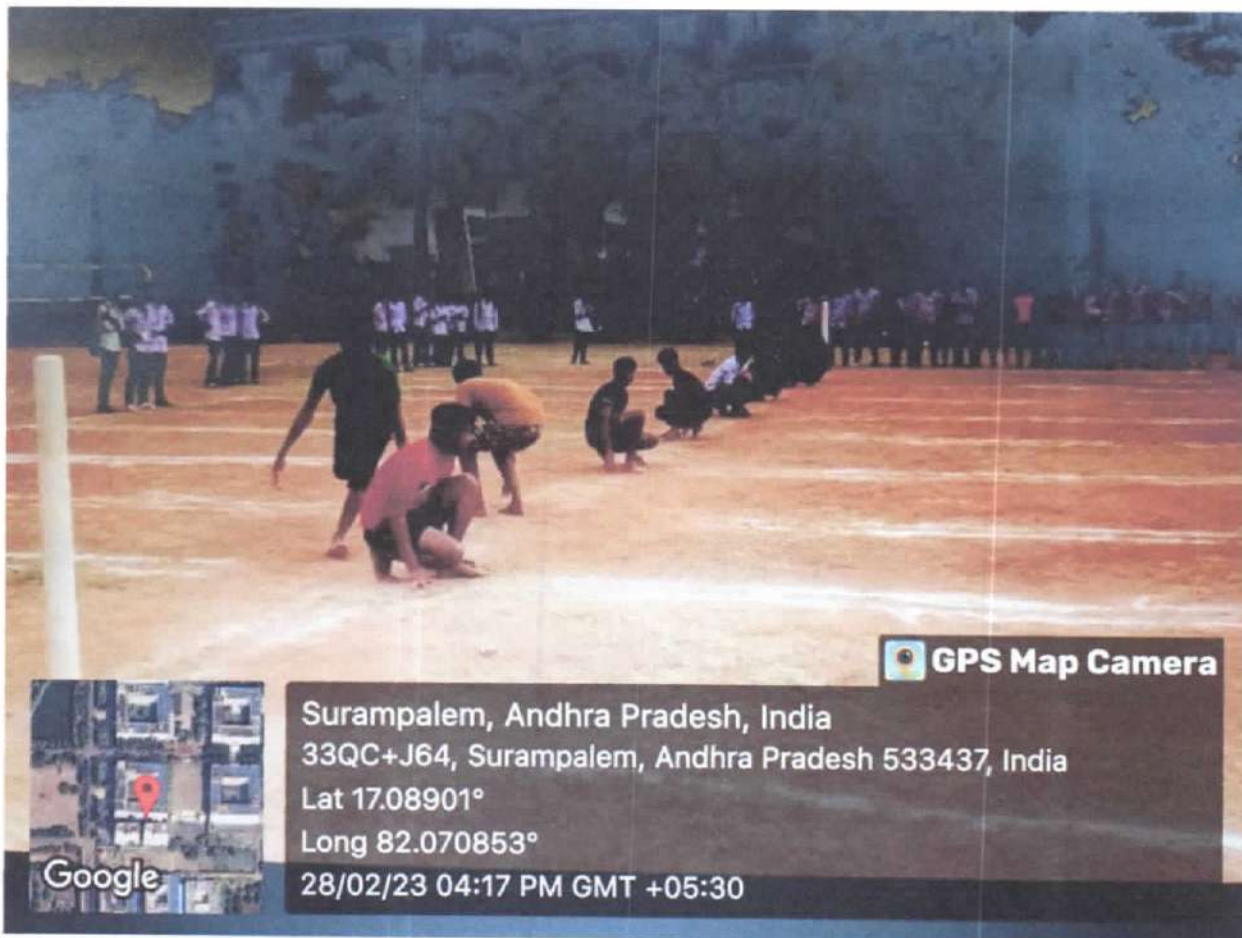 GPS Map Camera
Surampalem, Andhra Pradesh, India
33QC+J64, Surampalem, Andhra Pradesh 533437, India
Lat 17.08901°
Long 82.070853°
28/02/23 04:17 PM GMT +05:30
Google